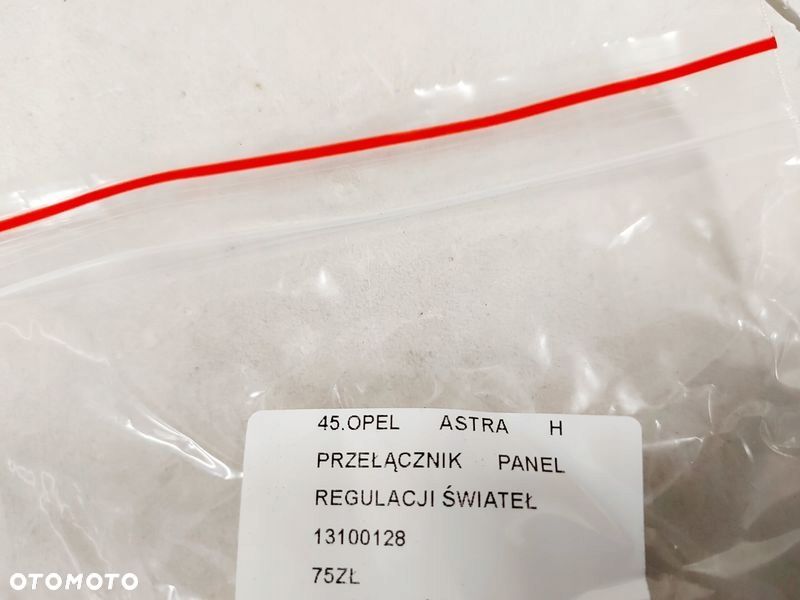 45.OPEL ASTRA H
PRZEŁĄCZNIK PANEL
REGULACJI ŚWIATEŁ
13100128
75ZŁ
OTOMOTO